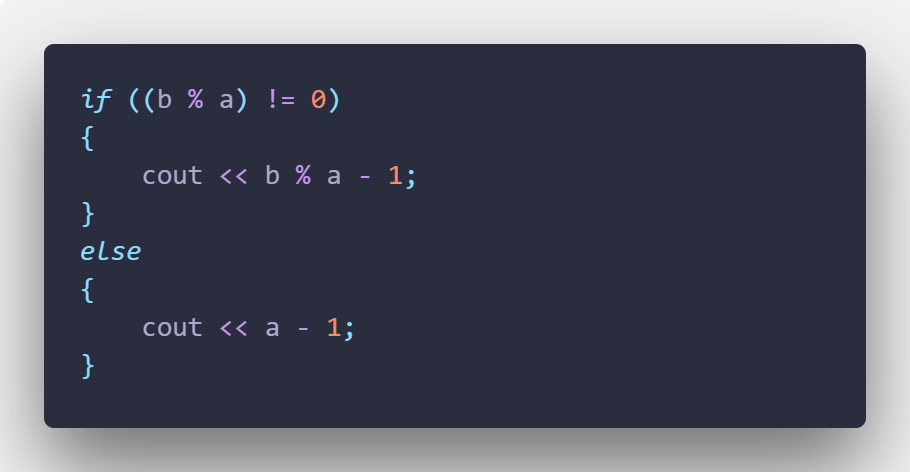 if ((b % a) != 0)
{
    cout << b % a - 1;
}
else
{
    cout << a - 1;
}